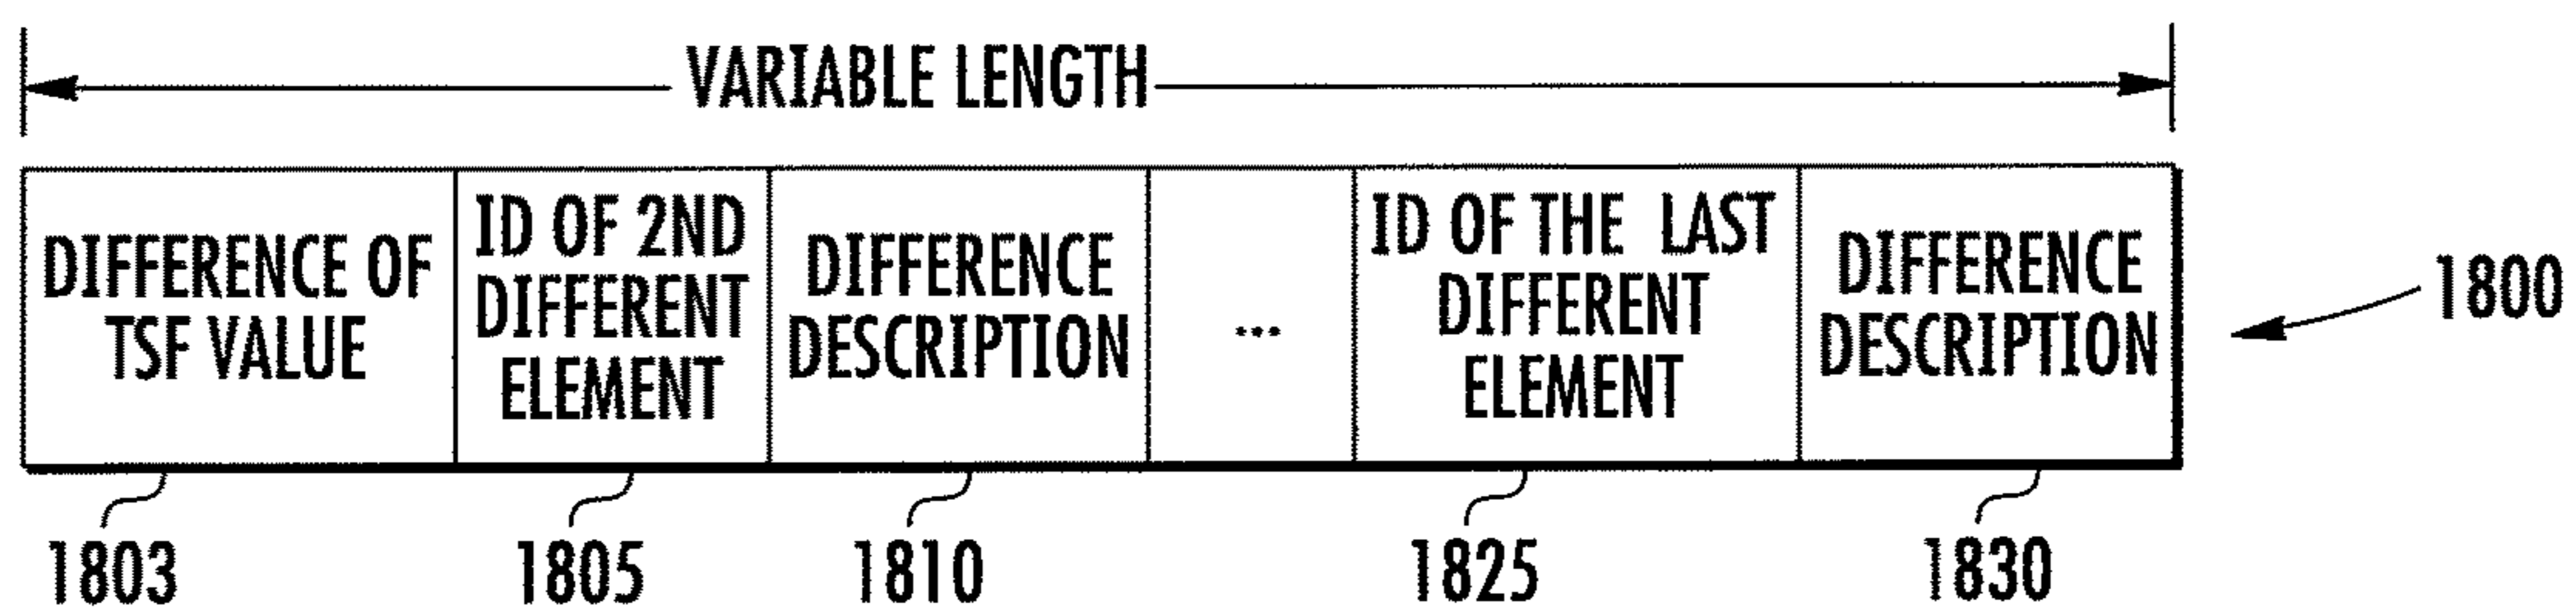 VARIABLE LENGTH
DIFFERENCE OF
TSF VALUE
ID OF 2ND
DIFFERENT
ELEMENT
DIFFERENCE
DESCRIPTION
...
ID OF THE LAST
DIFFERENT
ELEMENT
DIFFERENCE
DESCRIPTION
1800
1803
1805
1810
1825
1830